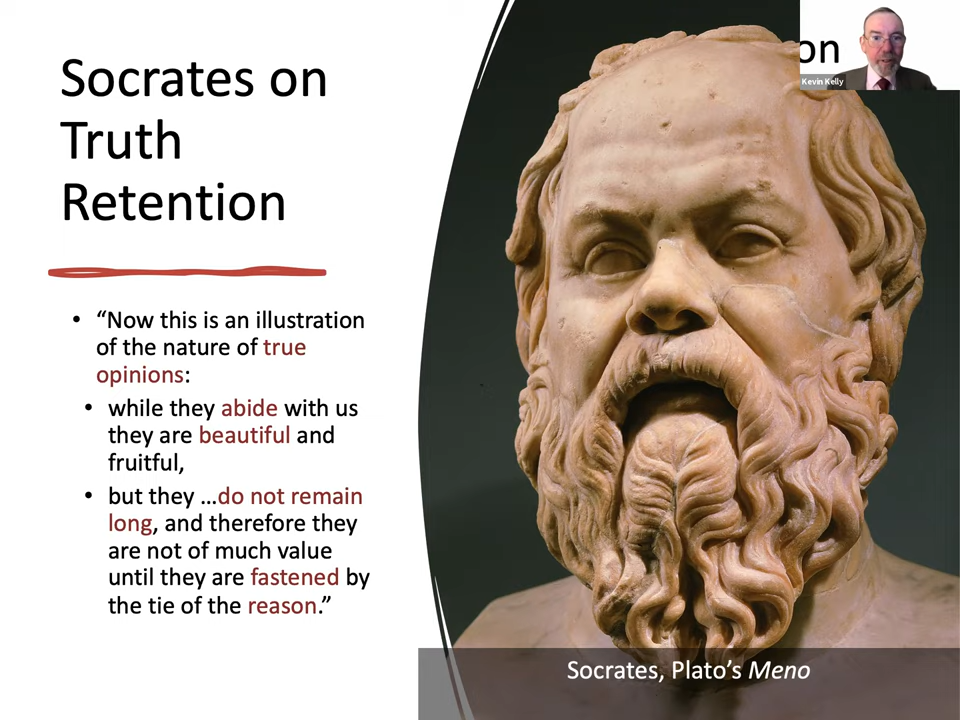 Socrates on
Truth
Retention
• “Now this is an illustration
of the nature of true
opinions:
• while they abide with us
they are beautiful and
fruitful,
• but they …do not remain
long, and therefore they
are not of much value
until they are fastened by
the tie of the reason.”
on
Kevin Kelly
Socrates, Plato’s Meno